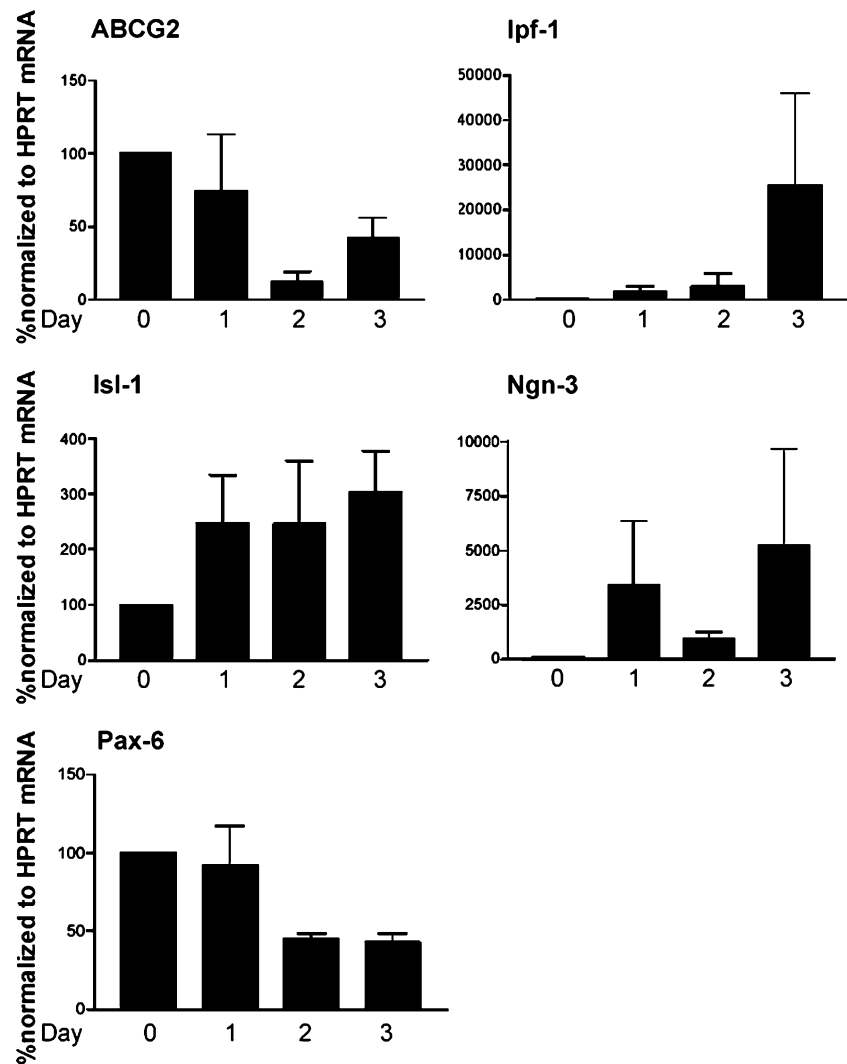 ABCG2
%normalized to HPRT mRNA
150
100
50
0
Day 0 1 2 3
Ipf-1
50000
40000
30000
20000
10000
0
0 1 2 3
Isl-1
%normalized to HPRT mRNA
400
300
200
100
0
Day 0 1 2 3
Ngn-3
10000
7500
5000
2500
0
0 1 2 3
Pax-6
%normalized to HPRT mRNA
150
100
50
0
Day 0 1 2 3